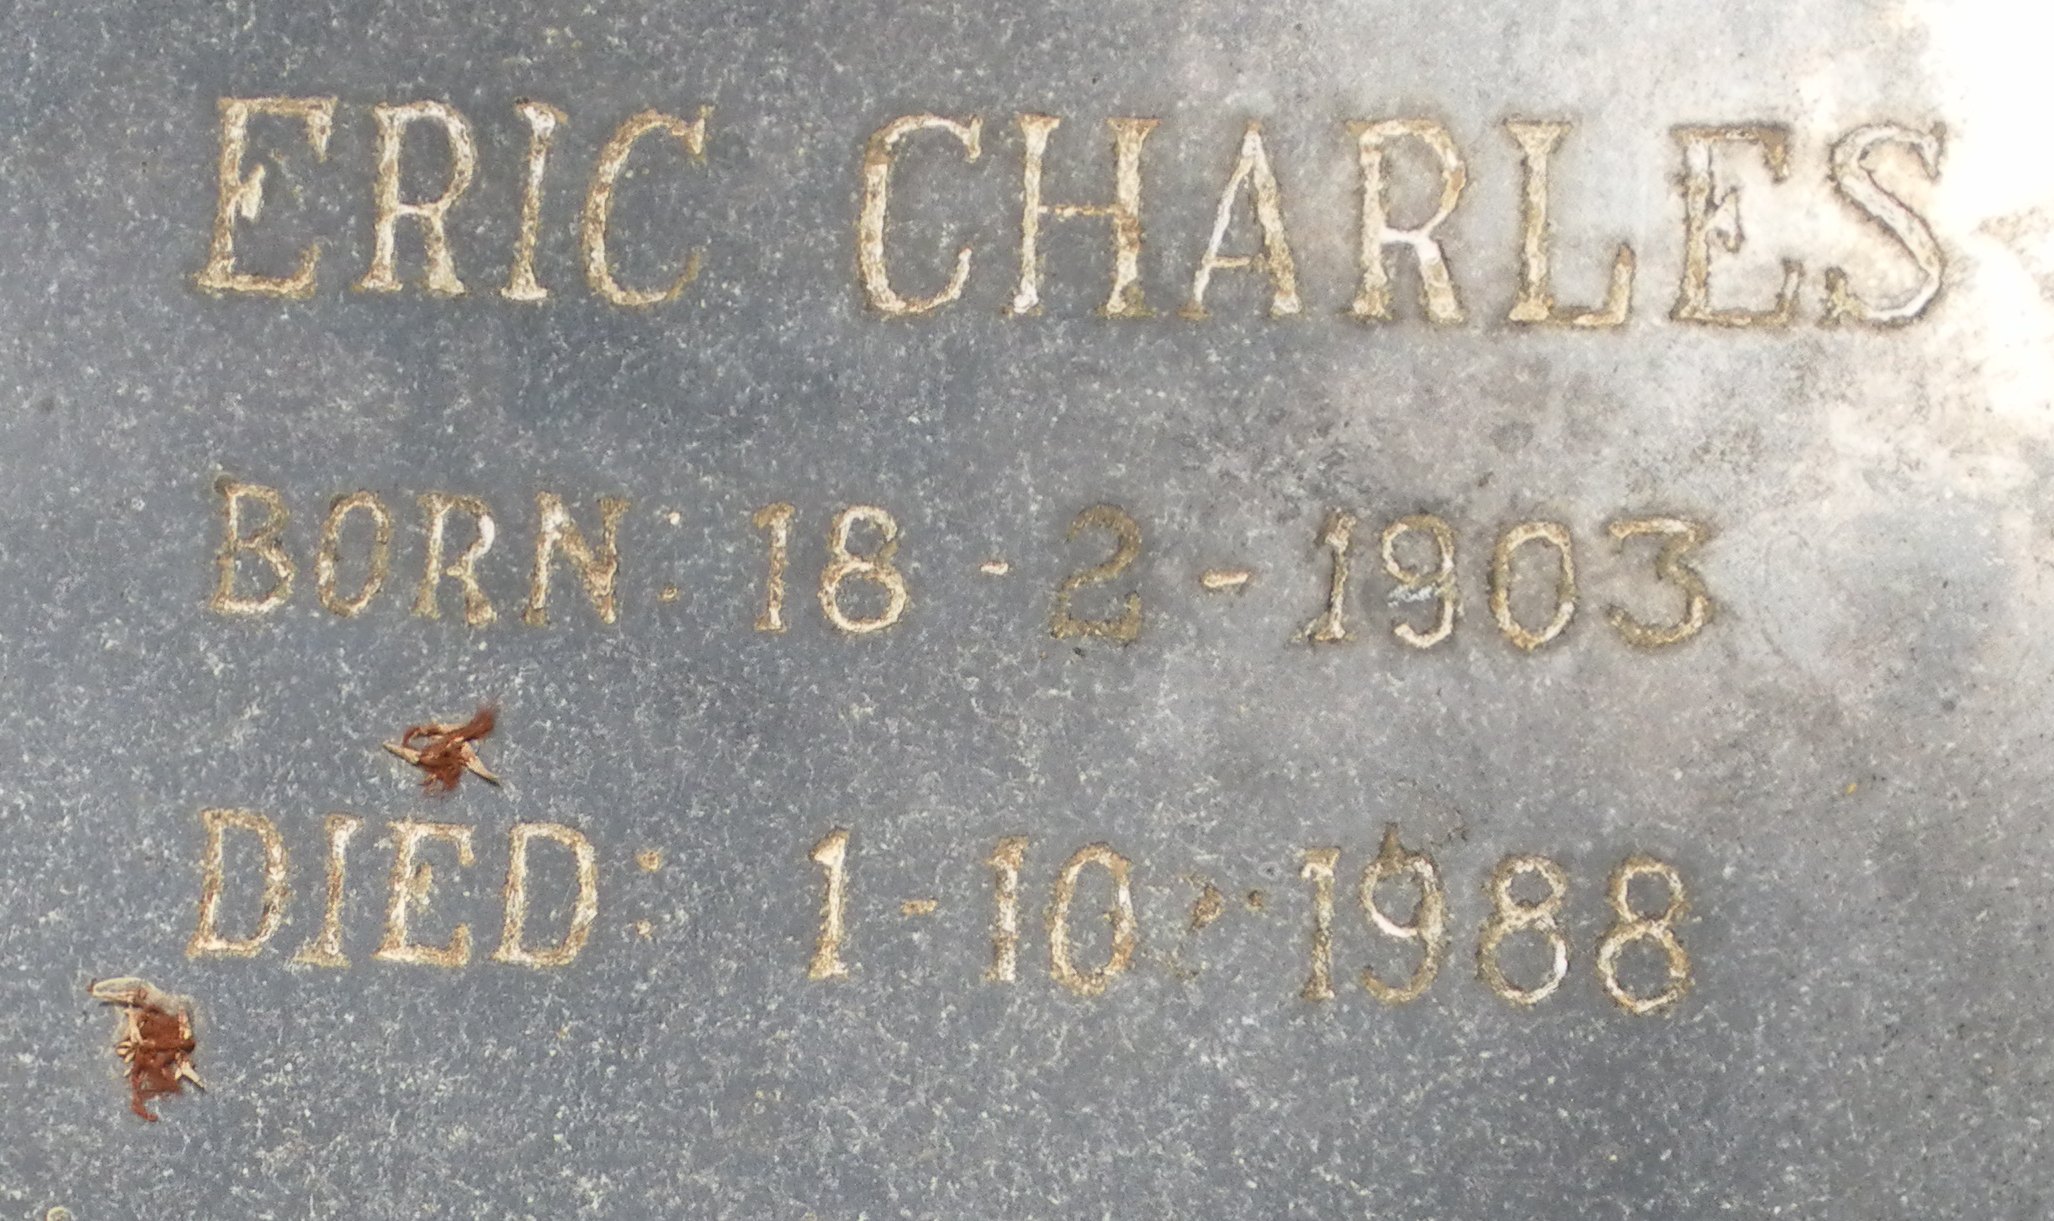 ERIC CHARLES
BORN: 18 - 2 - 1903
DIED: 1 - 10 - 1988